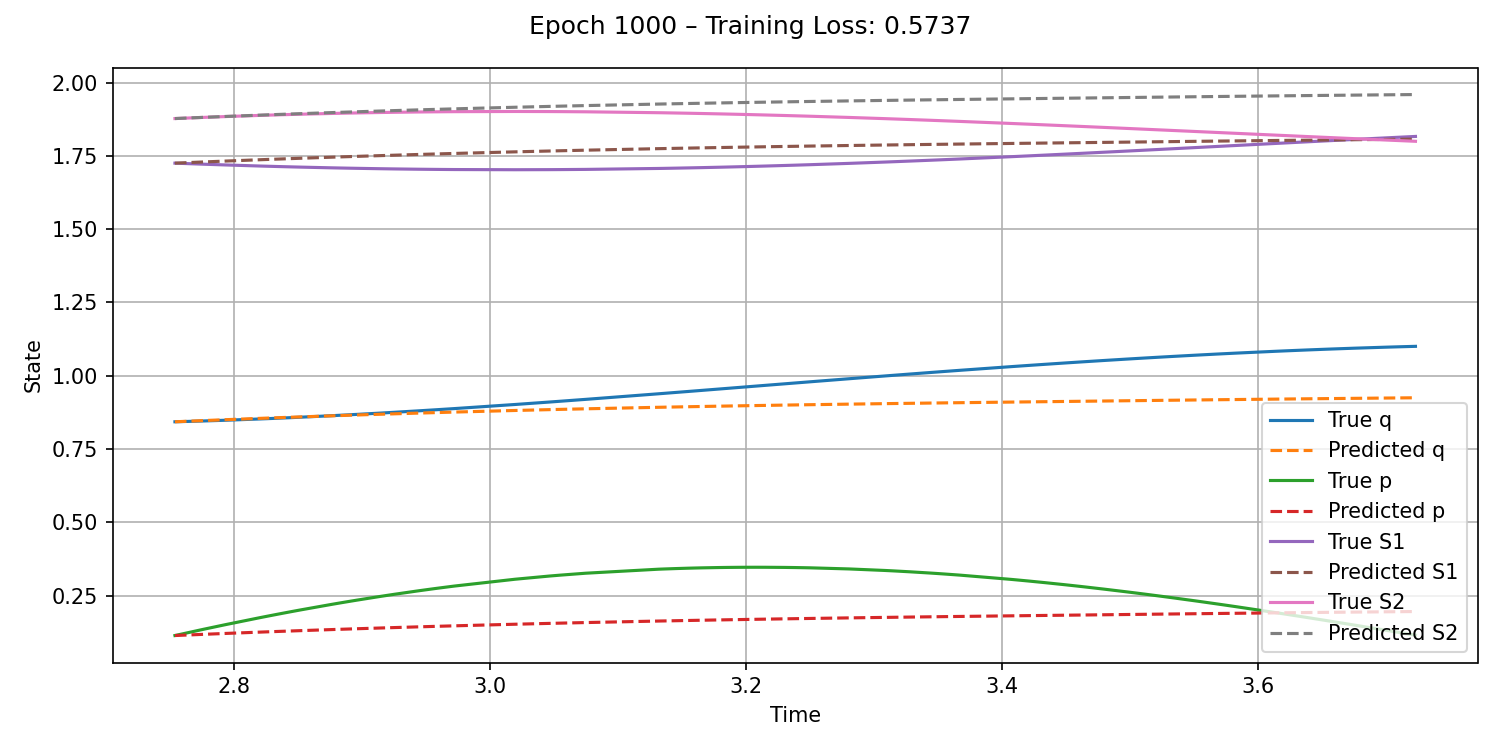 Epoch 1000 – Training Loss: 0.5737
2.00
1.75
1.50
1.25
1.00
0.75
0.50
0.25
State
2.8
3.0
3.2
3.4
3.6
Time
True q
Predicted q
True p
Predicted p
True S1
Predicted S1
True S2
Predicted S2